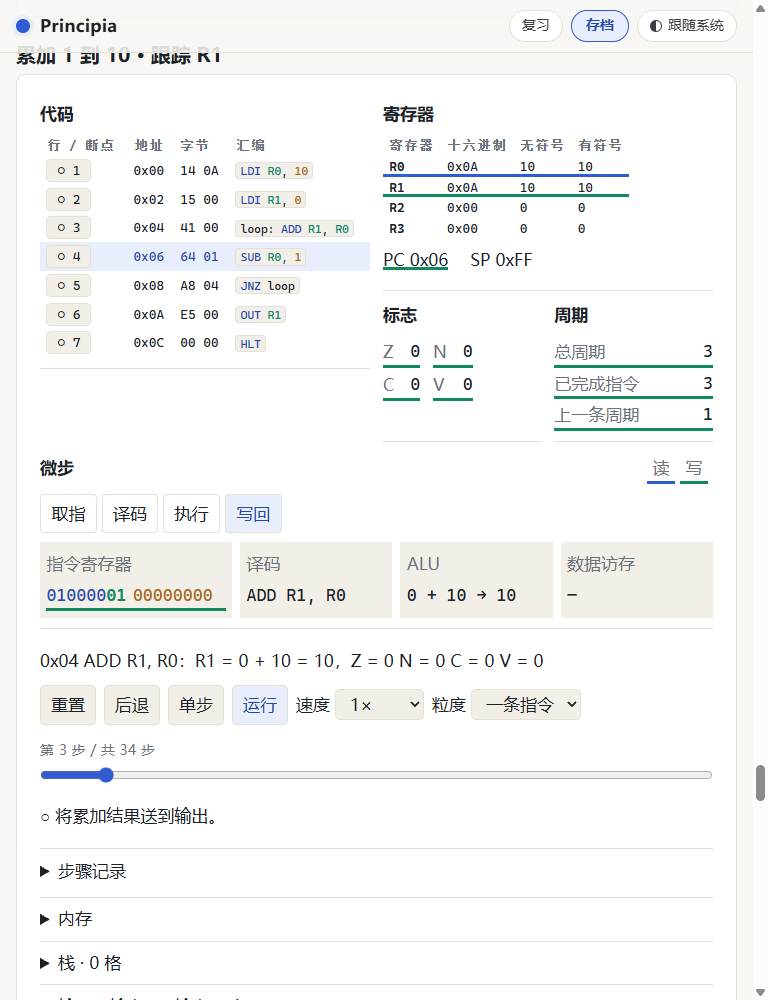 Principia
复习 存档 跟随系统
累加 1 到 10 · 跟踪 R1
代码
行 / 断点 地址 字节 汇编
1 0x00 14 0A LDI R0, 10
2 0x02 15 00 LDI R1, 0
3 0x04 41 00 loop: ADD R1, R0
4 0x06 64 01 SUB R0, 1
5 0x08 A8 04 JNZ loop
6 0x0A E5 00 OUT R1
7 0x0C 00 00 HLT
寄存器
寄存器 十六进制 无符号 有符号
R0 0x0A 10 10
R1 0x0A 10 10
R2 0x00 0 0
R3 0x00 0 0
PC 0x06 SP 0xFF
标志
Z 0 N 0
C 0 V 0
周期
总周期 3
已完成指令 3
上一条周期 1
微步 读 写
取指 译码 执行 写回
指令寄存器
01000001 00000000
译码
ADD R1, R0
ALU
0 + 10 → 10
数据访存
—
0x04 ADD R1, R0：R1 = 0 + 10 = 10，Z = 0 N = 0 C = 0 V = 0
重置 后退 单步 运行 速度 1× 粒度 一条指令
第 3 步 / 共 34 步
○ 将累加结果送到输出。
▶ 步骤记录
▶ 内存
▶ 栈 · 0 格